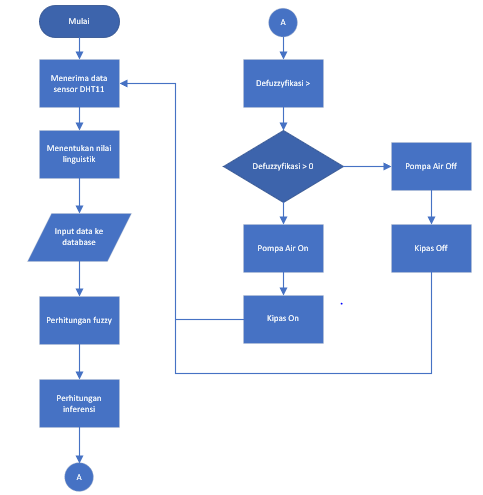 Mulai
Menerima data
sensor DHT11
Menentukan nilai
linguistik
Input data ke
database
Perhitungan fuzzy
Perhitungan
inferensi
A
A
Defuzzyfikasi >
Defuzzyfikasi > 0
Pompa Air On
Kipas On
Pompa Air Off
Kipas Off